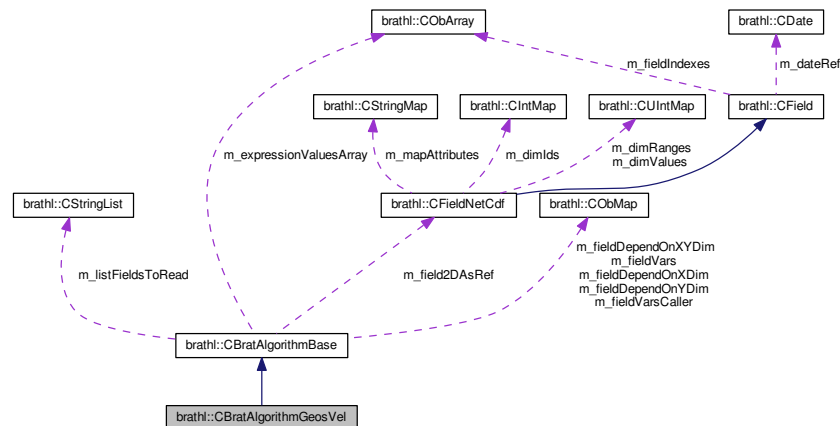 brathl::CObArray
brathl::CDate
m_fieldIndexes
m_dateRef
brathl::CStringMap
brathl::CIntMap
brathl::CUIntMap
brathl::CField
m_expressionValuesArray
m_mapAttributes
m_dimIds
m_dimRanges
m_dimValues
brathl::CStringList
brathl::CFieldNetCdf
brathl::CObMap
m_listFieldsToRead
m_field2DAsRef
m_fieldDependOnXYDim
m_fieldVars
m_fieldDependOnXDim
m_fieldDependOnYDim
m_fieldVarsCaller
brathl::CBratAlgorithmBase
brathl::CBratAlgorithmGeosVel